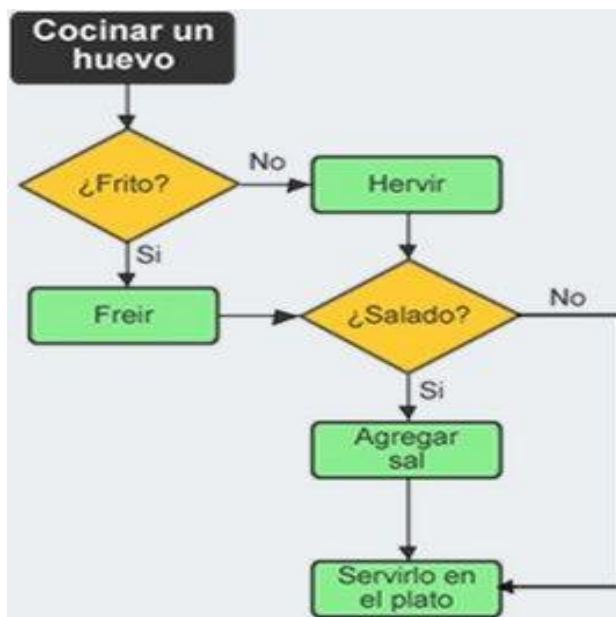 Cocinar un
huevo
¿Frito?
No
Hervir
Si
Freir
¿Salado?
No
Si
Agregar
sal
Servirlo en
el plato